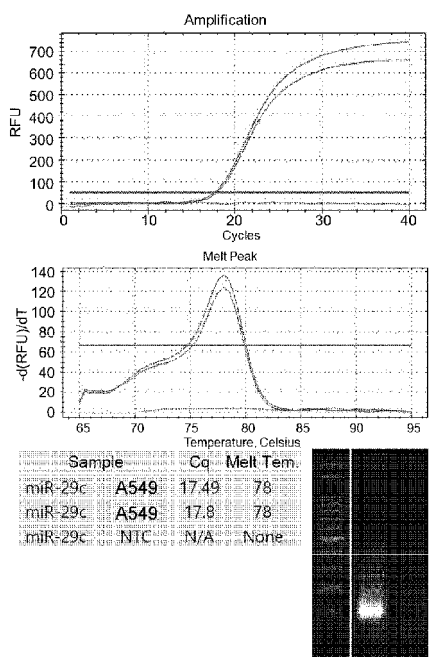 Amplification
RFU
700
600
500
400
300
200
100
0
0 10 20 30 40
Cycles
Melt Peak
-d(RFU)/dT
140
120
100
80
60
40
20
0
65 70 75 80 85 90 95
Temperature, Celsius
Sample Cq Melt Tem.
miR-29c A549 17.49 78
miR-29c A549 17.8 78
miR-29c NTC N/A None